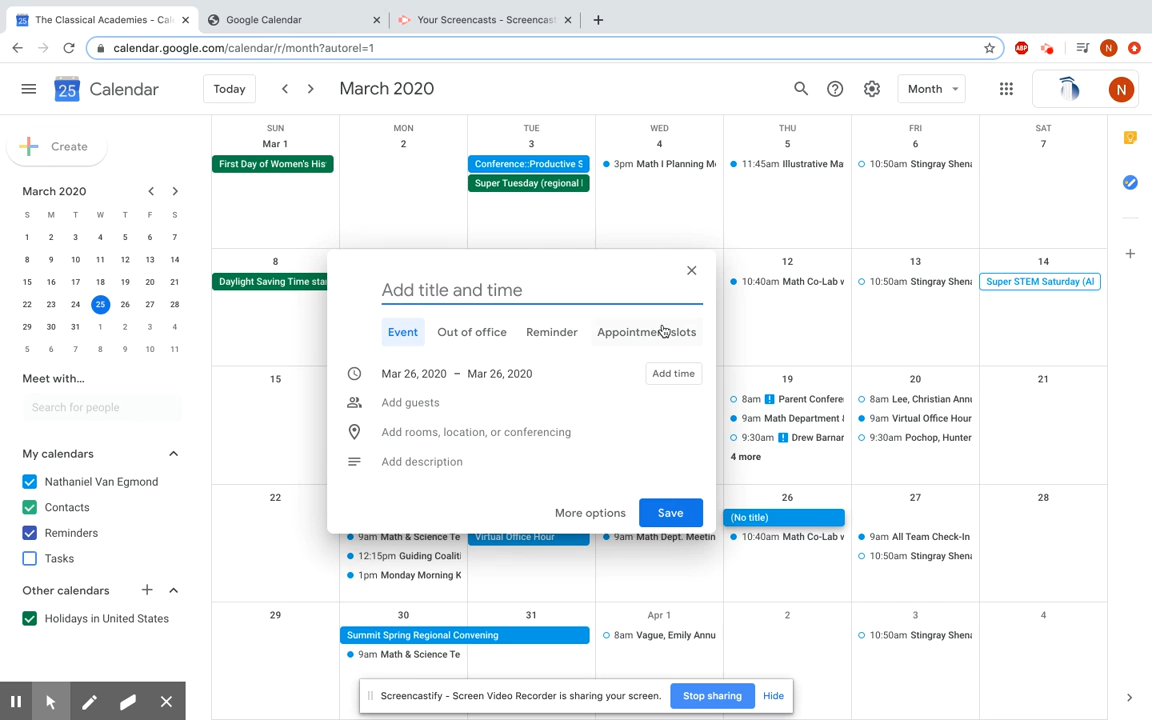 The Classical Academies - Cal
Google Calendar
Your Screencasts - Screencast
calendar.google.com/calendar/r/month?autorel=1
ABP
N
25
Calendar
Today
March 2020
Month
N
Create
March 2020
S M T W T F S
1 2 3 4 5 6 7
8 9 10 11 12 13 14
15 16 17 18 19 20 21
22 23 24 25 26 27 28
29 30 31 1 2 3 4
5 6 7 8 9 10 11
Meet with...
Search for people
My calendars
Nathaniel Van Egmond
Contacts
Reminders
Tasks
Other calendars
Holidays in United States
SUN MON TUE WED THU FRI SAT
Mar 1 2 3 4 5 6 7
First Day of Women's His
Conference::Productive S
3pm Math I Planning M
11:45am Illustrative Ma
10:50am Stingray Shena
Super Tuesday (regional
8 12 13 14
Daylight Saving Time star
10:40am Math Co-Lab w
10:50am Stingray Shena
Super STEM Saturday (Al
15 19 20 21
8am Parent Confere
8am Lee, Christian Annu
9am Math Department
9am Virtual Office Hour
9:30am Drew Barnar
9:30am Pochop, Hunter
4 more
22 26 27 28
(No title)
9am Math & Science Te
Virtual Office Hour
9am Math Dept. Meetin
10:40am Math Co-Lab w
9am All Team Check-In
12:15pm Guiding Coaliti
10:50am Stingray Shena
1pm Monday Morning K
29 30 31 Apr 1 2 3 4
Summit Spring Regional Convening
8am Vague, Emily Annu
10:50am Stingray Shena
9am Math & Science Te
Add title and time
Event Out of office Reminder Appointment slots
Mar 26, 2020 – Mar 26, 2020 Add time
Add guests
Add rooms, location, or conferencing
Add description
More options Save
Screencastify - Screen Video Recorder is sharing your screen. Stop sharing Hide